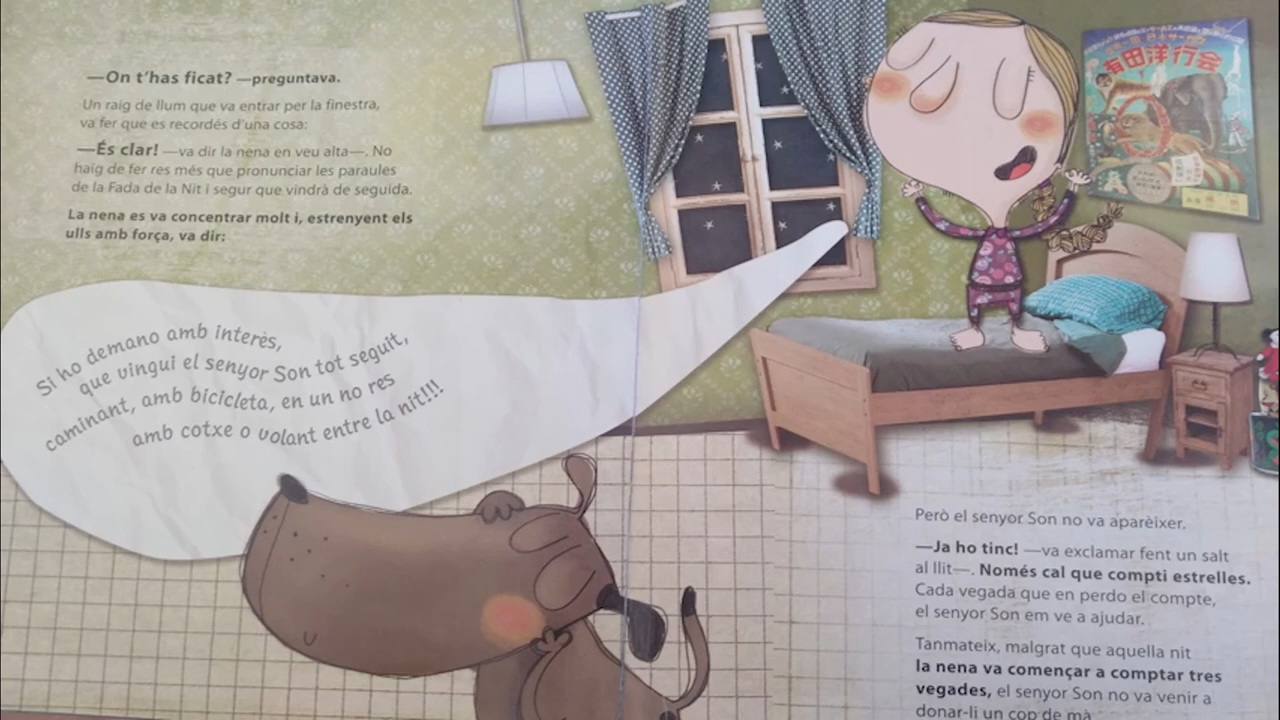 —On t'has ficat? —preguntava.
Un raig de llum que va entrar per la finestra,
va fer que es recordés d'una cosa:
—És clar! —va dir la nena en veu alta—. No
haig de fer res més que pronunciar les paraules
de la Fada de la Nit i segur que vindrà de seguida.
La nena es va concentrar molt i, estrenyent els
ulls amb força, va dir:
Si ho demano amb interès,
que vingui el senyor Son tot seguit,
caminant, amb bicicleta, en un no res
amb cotxe o volant entre la nit!!!
有田洋行会
Però el senyor Son no va aparèixer.
—Ja ho tinc! —va exclamar fent un salt
al llit—. Només cal que compti estrelles.
Cada vegada que en perdo el compte,
el senyor Son em ve a ajudar.
Tanmateix, malgrat que aquella nit
la nena va començar a comptar tres
vegades, el senyor Son no va venir a
donar-li un cop de mà